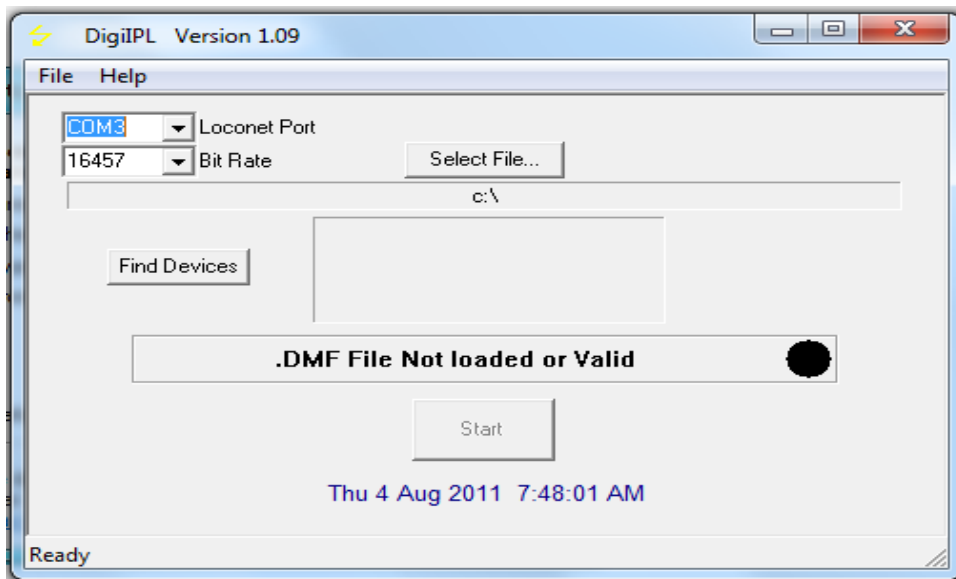 DigiIPL Version 1.09
File Help
COM3 Loconet Port
16457 Bit Rate Select File...
c:\
Find Devices
.DMF File Not loaded or Valid
Start
Thu 4 Aug 2011 7:48:01 AM
Ready